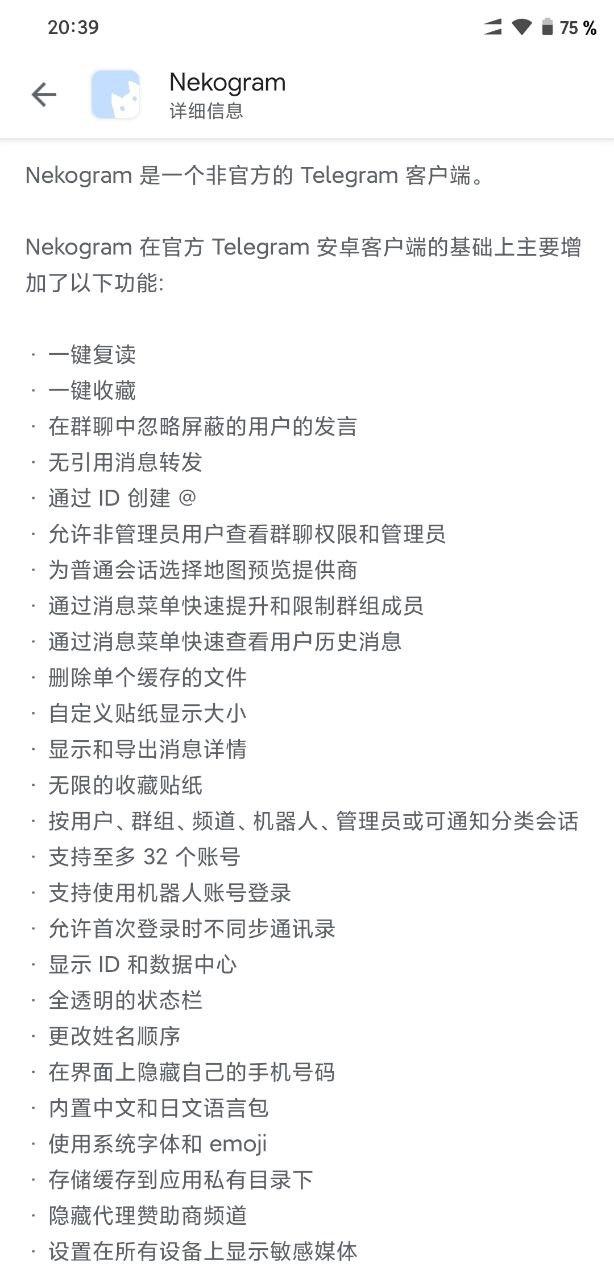 20:39
75 %
Nekogram
详细信息
Nekogram 是一个非官方的 Telegram 客户端。
Nekogram 在官方 Telegram 安卓客户端的基础上主要增
加了以下功能:
· 一键复读
· 一键收藏
· 在群聊中忽略屏蔽的用户的发言
· 无引用消息转发
· 通过 ID 创建 @
· 允许非管理员用户查看群聊权限和管理员
· 为普通会话选择地图预览提供商
· 通过消息菜单快速提升和限制群组成员
· 通过消息菜单快速查看用户历史消息
· 删除单个缓存的文件
· 自定义贴纸显示大小
· 显示和导出消息详情
· 无限的收藏贴纸
· 按用户、群组、频道、机器人、管理员或可通知分类会话
· 支持至多 32 个账号
· 支持使用机器人账号登录
· 允许首次登录时不同步通讯录
· 显示 ID 和数据中心
· 全透明的状态栏
· 更改姓名顺序
· 在界面上隐藏自己的手机号码
· 内置中文和日文语言包
· 使用系统字体和 emoji
· 存储缓存到应用私有目录下
· 隐藏代理赞助商频道
· 设置在所有设备上显示敏感媒体